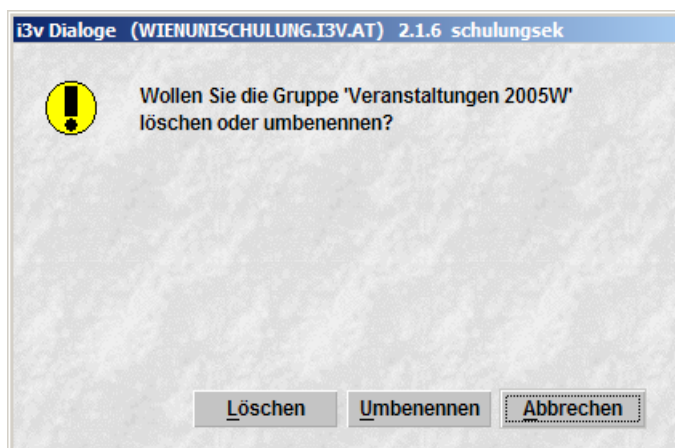 i3v Dialoge (WIENUNISCHULUNG.I3V.AT) 2.1.6 schulungsek
Wollen Sie die Gruppe 'Veranstaltungen 2005W'
löschen oder umbenennen?
Löschen Umbenennen Abbrechen